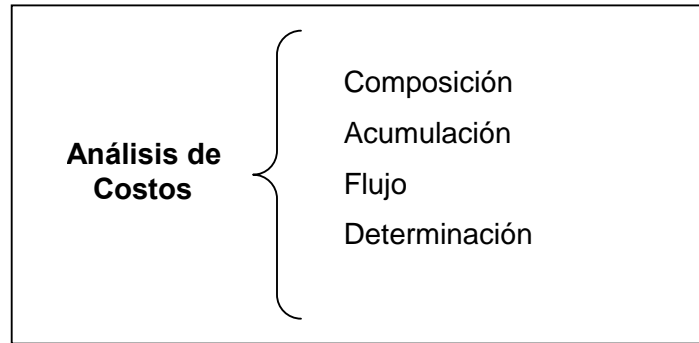 Análisis de
Costos
Composición
Acumulación
Flujo
Determinación